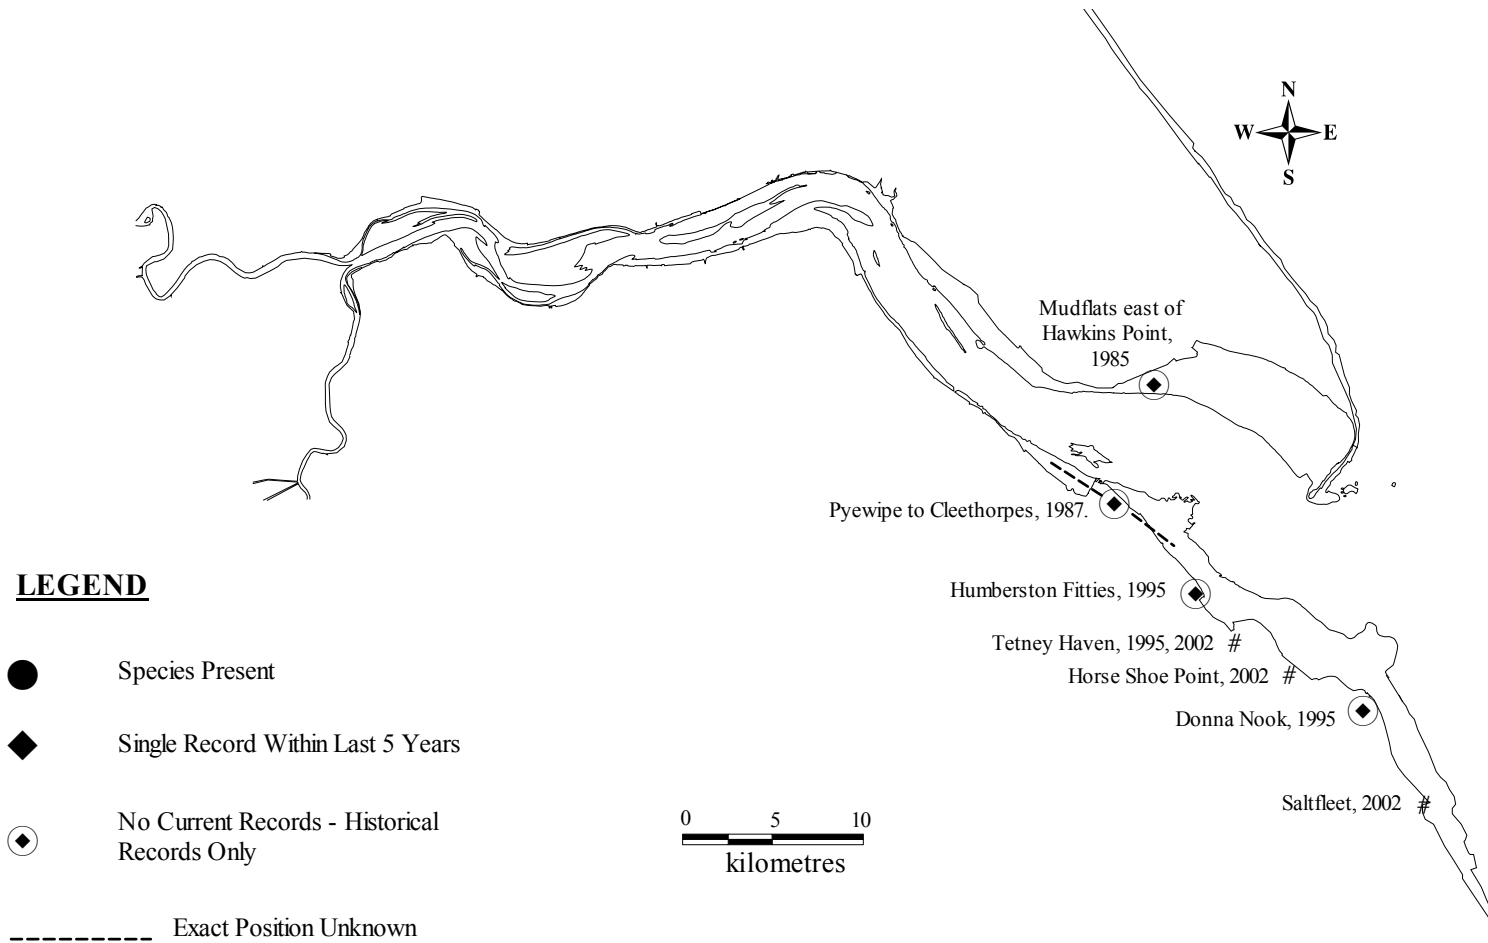 N
W E
S
Mudflats east of
Hawkins Point,
1985
Pyewipe to Cleethorpes, 1987.
Humberston Fitties, 1995
Tetney Haven, 1995, 2002 #
Horse Shoe Point, 2002 #
Donna Nook, 1995
Saltfleet, 2002 #
LEGEND
Species Present
Single Record Within Last 5 Years
No Current Records - Historical
Records Only
Exact Position Unknown
0 5 10
kilometres